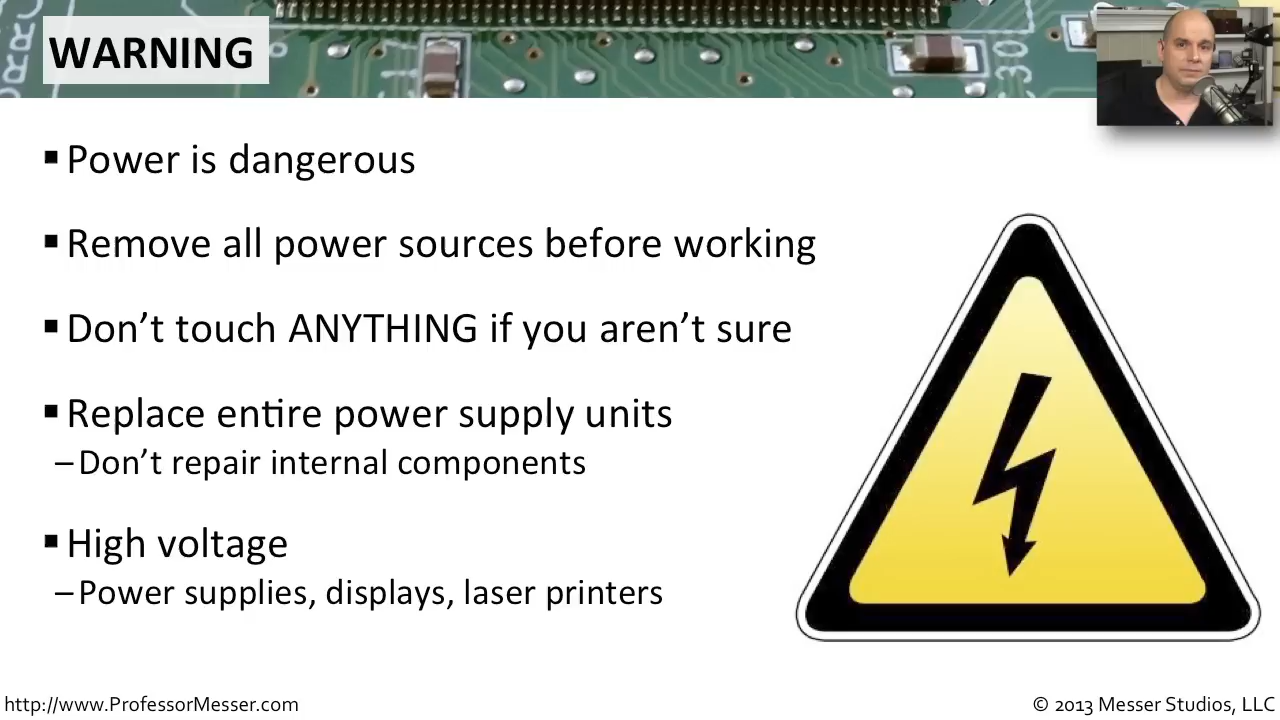 WARNING
30
▪ Power is dangerous
▪ Remove all power sources before working
▪ Don’t touch ANYTHING if you aren’t sure
▪ Replace entire power supply units
– Don’t repair internal components
▪ High voltage
– Power supplies, displays, laser printers
http://www.ProfessorMesser.com
© 2013 Messer Studios, LLC